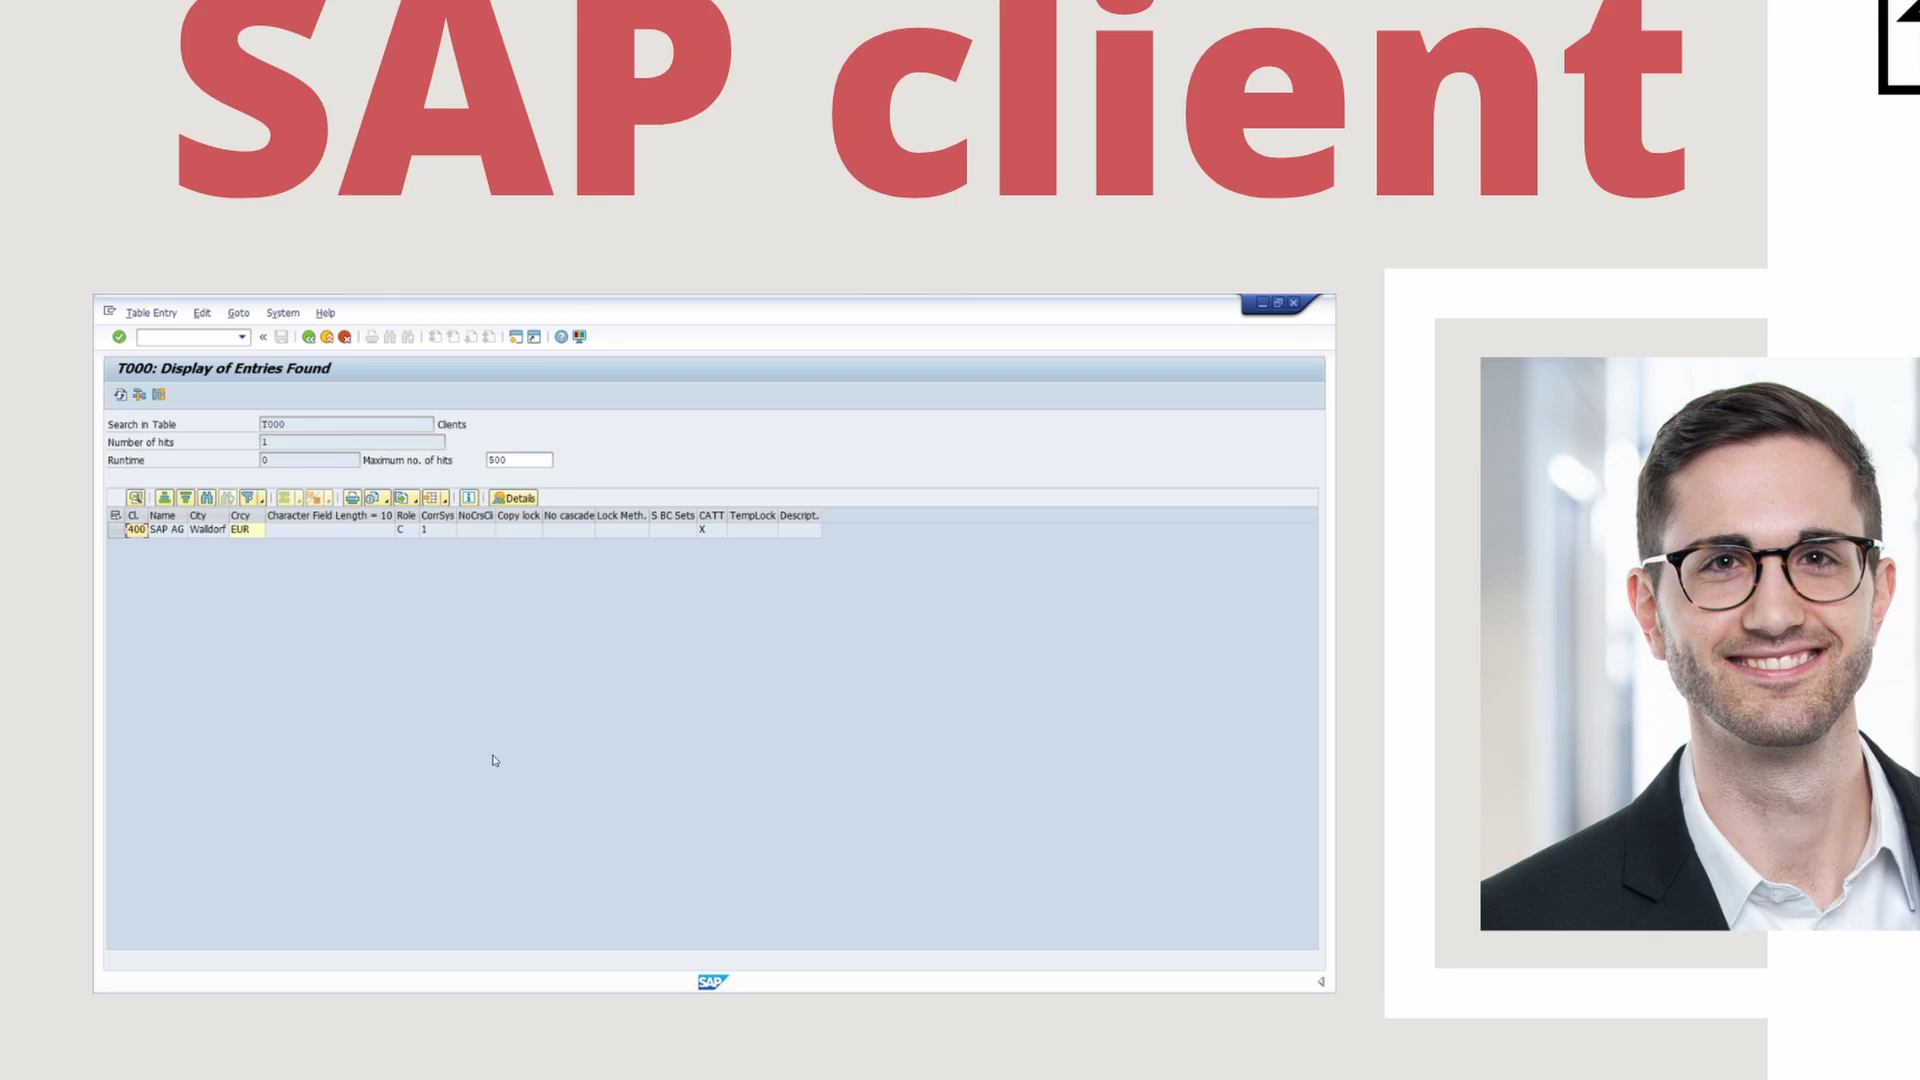 SAP client
Table Entry Edit Goto System Help
T000: Display of Entries Found
Search in Table T000 Clients
Number of hits 1
Runtime 0 Maximum no. of hits 500
Details
Cl. Name City Crcy Character Field Length = 10 Role CorrSys NoCrsCli Copy lock No cascade Lock Meth. S BC Sets CATT TempLock Descript.
400 SAP AG Walldorf EUR C 1 X
SAP